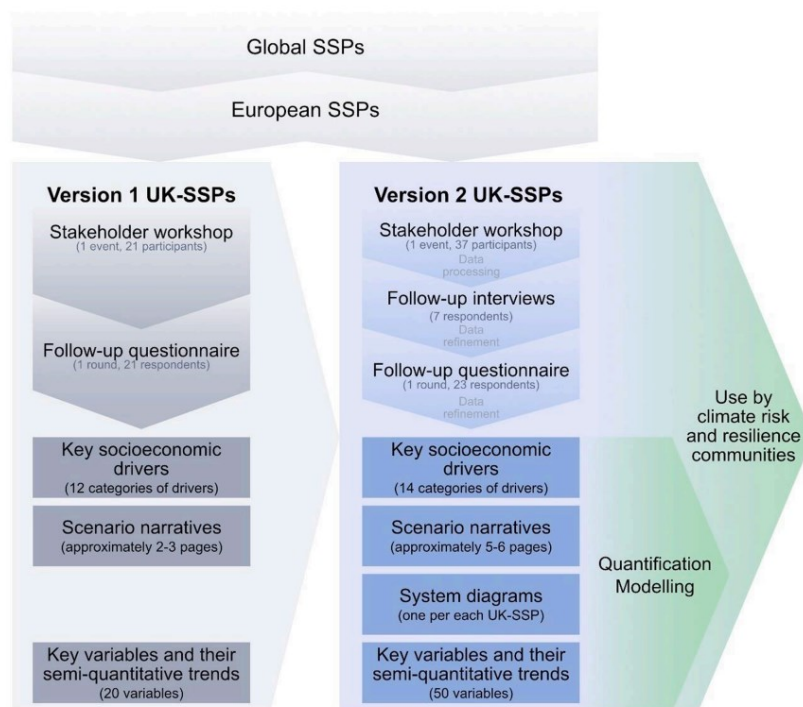 Global SSPs
European SSPs
Version 1 UK-SSPs
Stakeholder workshop
(1 event, 21 participants)
Follow-up questionnaire
(1 round, 21 respondents)
Key socioeconomic
drivers
(12 categories of drivers)
Scenario narratives
(approximately 2-3 pages)
Key variables and their
semi-quantitative trends
(20 variables)
Version 2 UK-SSPs
Stakeholder workshop
(1 event, 37 participants)
Data
processing
Follow-up interviews
(7 respondents)
Data
refinement
Follow-up questionnaire
(1 round, 23 respondents)
Data
refinement
Key socioeconomic
drivers
(14 categories of drivers)
Scenario narratives
(approximately 5-6 pages)
System diagrams
(one per each UK-SSP)
Key variables and their
semi-quantitative trends
(50 variables)
Quantification
Modelling
Use by
climate risk
and resilience
communities